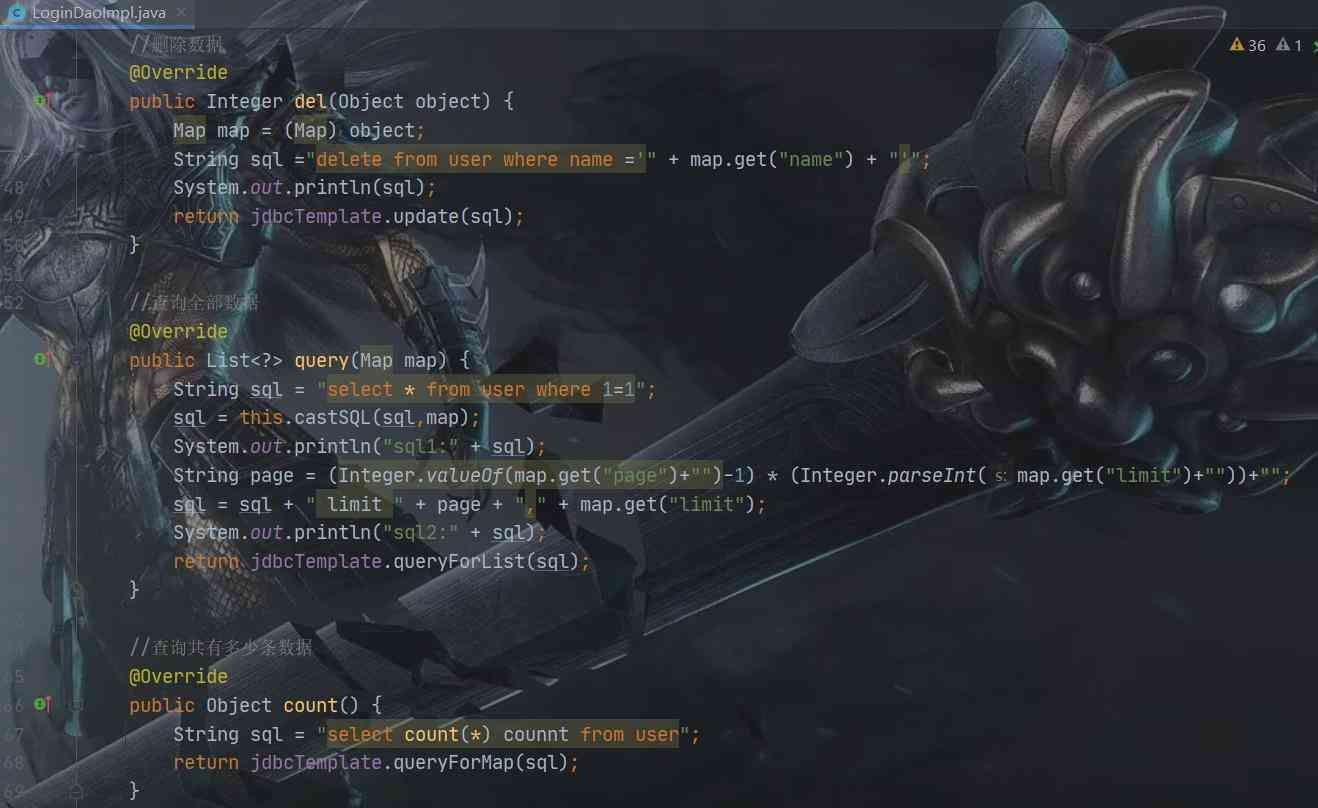 LoginDaoImpl.java
36 1
//删除数据
@Override
public Integer del(Object object) {
Map map = (Map) object;
String sql ="delete from user where name ='" + map.get("name") + "'";
48 System.out.println(sql);
49 return jdbcTemplate.update(sql);
50 }
51
52 //查询全部数据
@Override
public List<?> query(Map map) {
String sql = "select * from user where 1=1";
sql = this.castSQL(sql,map);
System.out.println("sql1:" + sql);
String page = (Integer.valueOf(map.get("page")+"")-1) * (Integer.parseInt( s: map.get("limit")+""))+"";
sql = sql + " limit " + page + "," + map.get("limit");
System.out.println("sql2:" + sql);
return jdbcTemplate.queryForList(sql);
}
//查询共有多少条数据
65 @Override
66 public Object count() {
67 String sql = "select count(*) counnt from user";
68 return jdbcTemplate.queryForMap(sql);
69 }